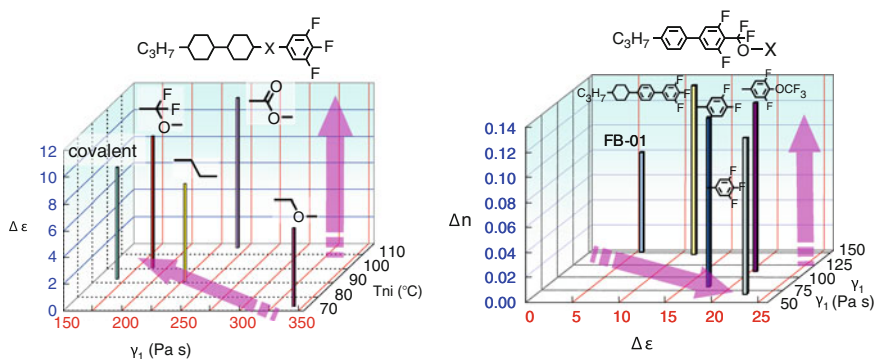 C₃H₇
X
F
F
F
covalent
F
F
O
O
O
O
12
10
8
6
4
2
0
Δ ε
150
200
250
300
350
γ₁ (Pa s)
70
80
90
100
110
Tni (°C)
C₃H₇
F
F
F
F
O
X
C₃H₇
F
F
F
F
F
F
F
OCF₃
F
FB-01
F
F
F
0.14
0.12
0.10
0.08
0.06
0.04
0.02
0.00
Δn
0
5
10
15
20
25
Δ ε
50
75
100
125
150
γ₁
γ₁ (Pa s)